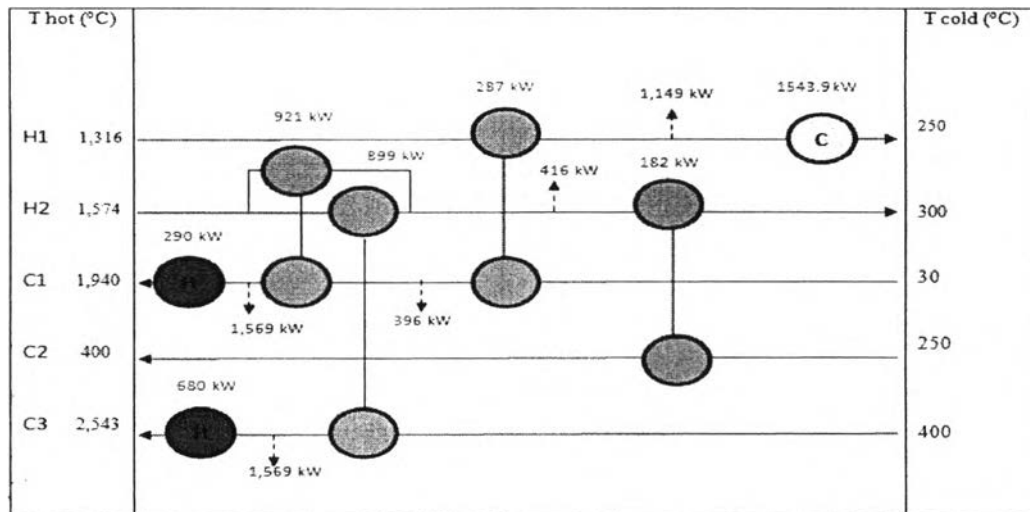 T hot (°C)
T cold (°C)
287 kW
1,149 kW
1543.9kW
921 kW
H1 1,316
C
250
899 kW
416 kW
182 kW
H2 1,574
300
290 kW
C1 1,940
H
30
1,569 kW
396 kW
C2 400
250
680 kW
C3 2,543
H
400
1,569 kW